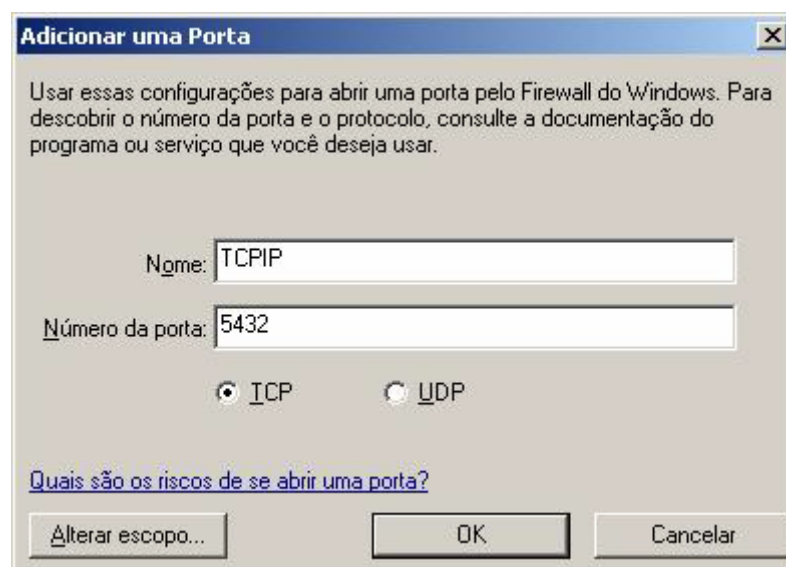 Adicionar uma Porta
Usar essas configurações para abrir uma porta pelo Firewall do Windows. Para
descobrir o número da porta e o protocolo, consulte a documentação do
programa ou serviço que você deseja usar.
Nome: TCPIP
Número da porta: 5432
TCP UDP
Quais são os riscos de se abrir uma porta?
Alterar escopo... OK Cancelar